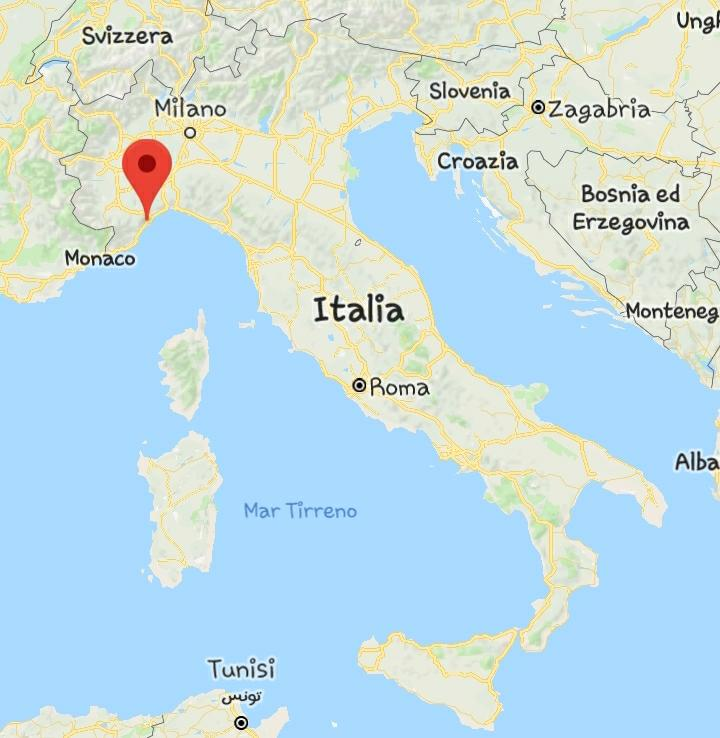 Svizzera
Ungh
Slovenia
Milano
Zagabria
Croazia
Bosnia ed
Erzegovina
Monaco
Italia
Monteneg
Roma
Alba
Mar Tirreno
Tunisi
تونس